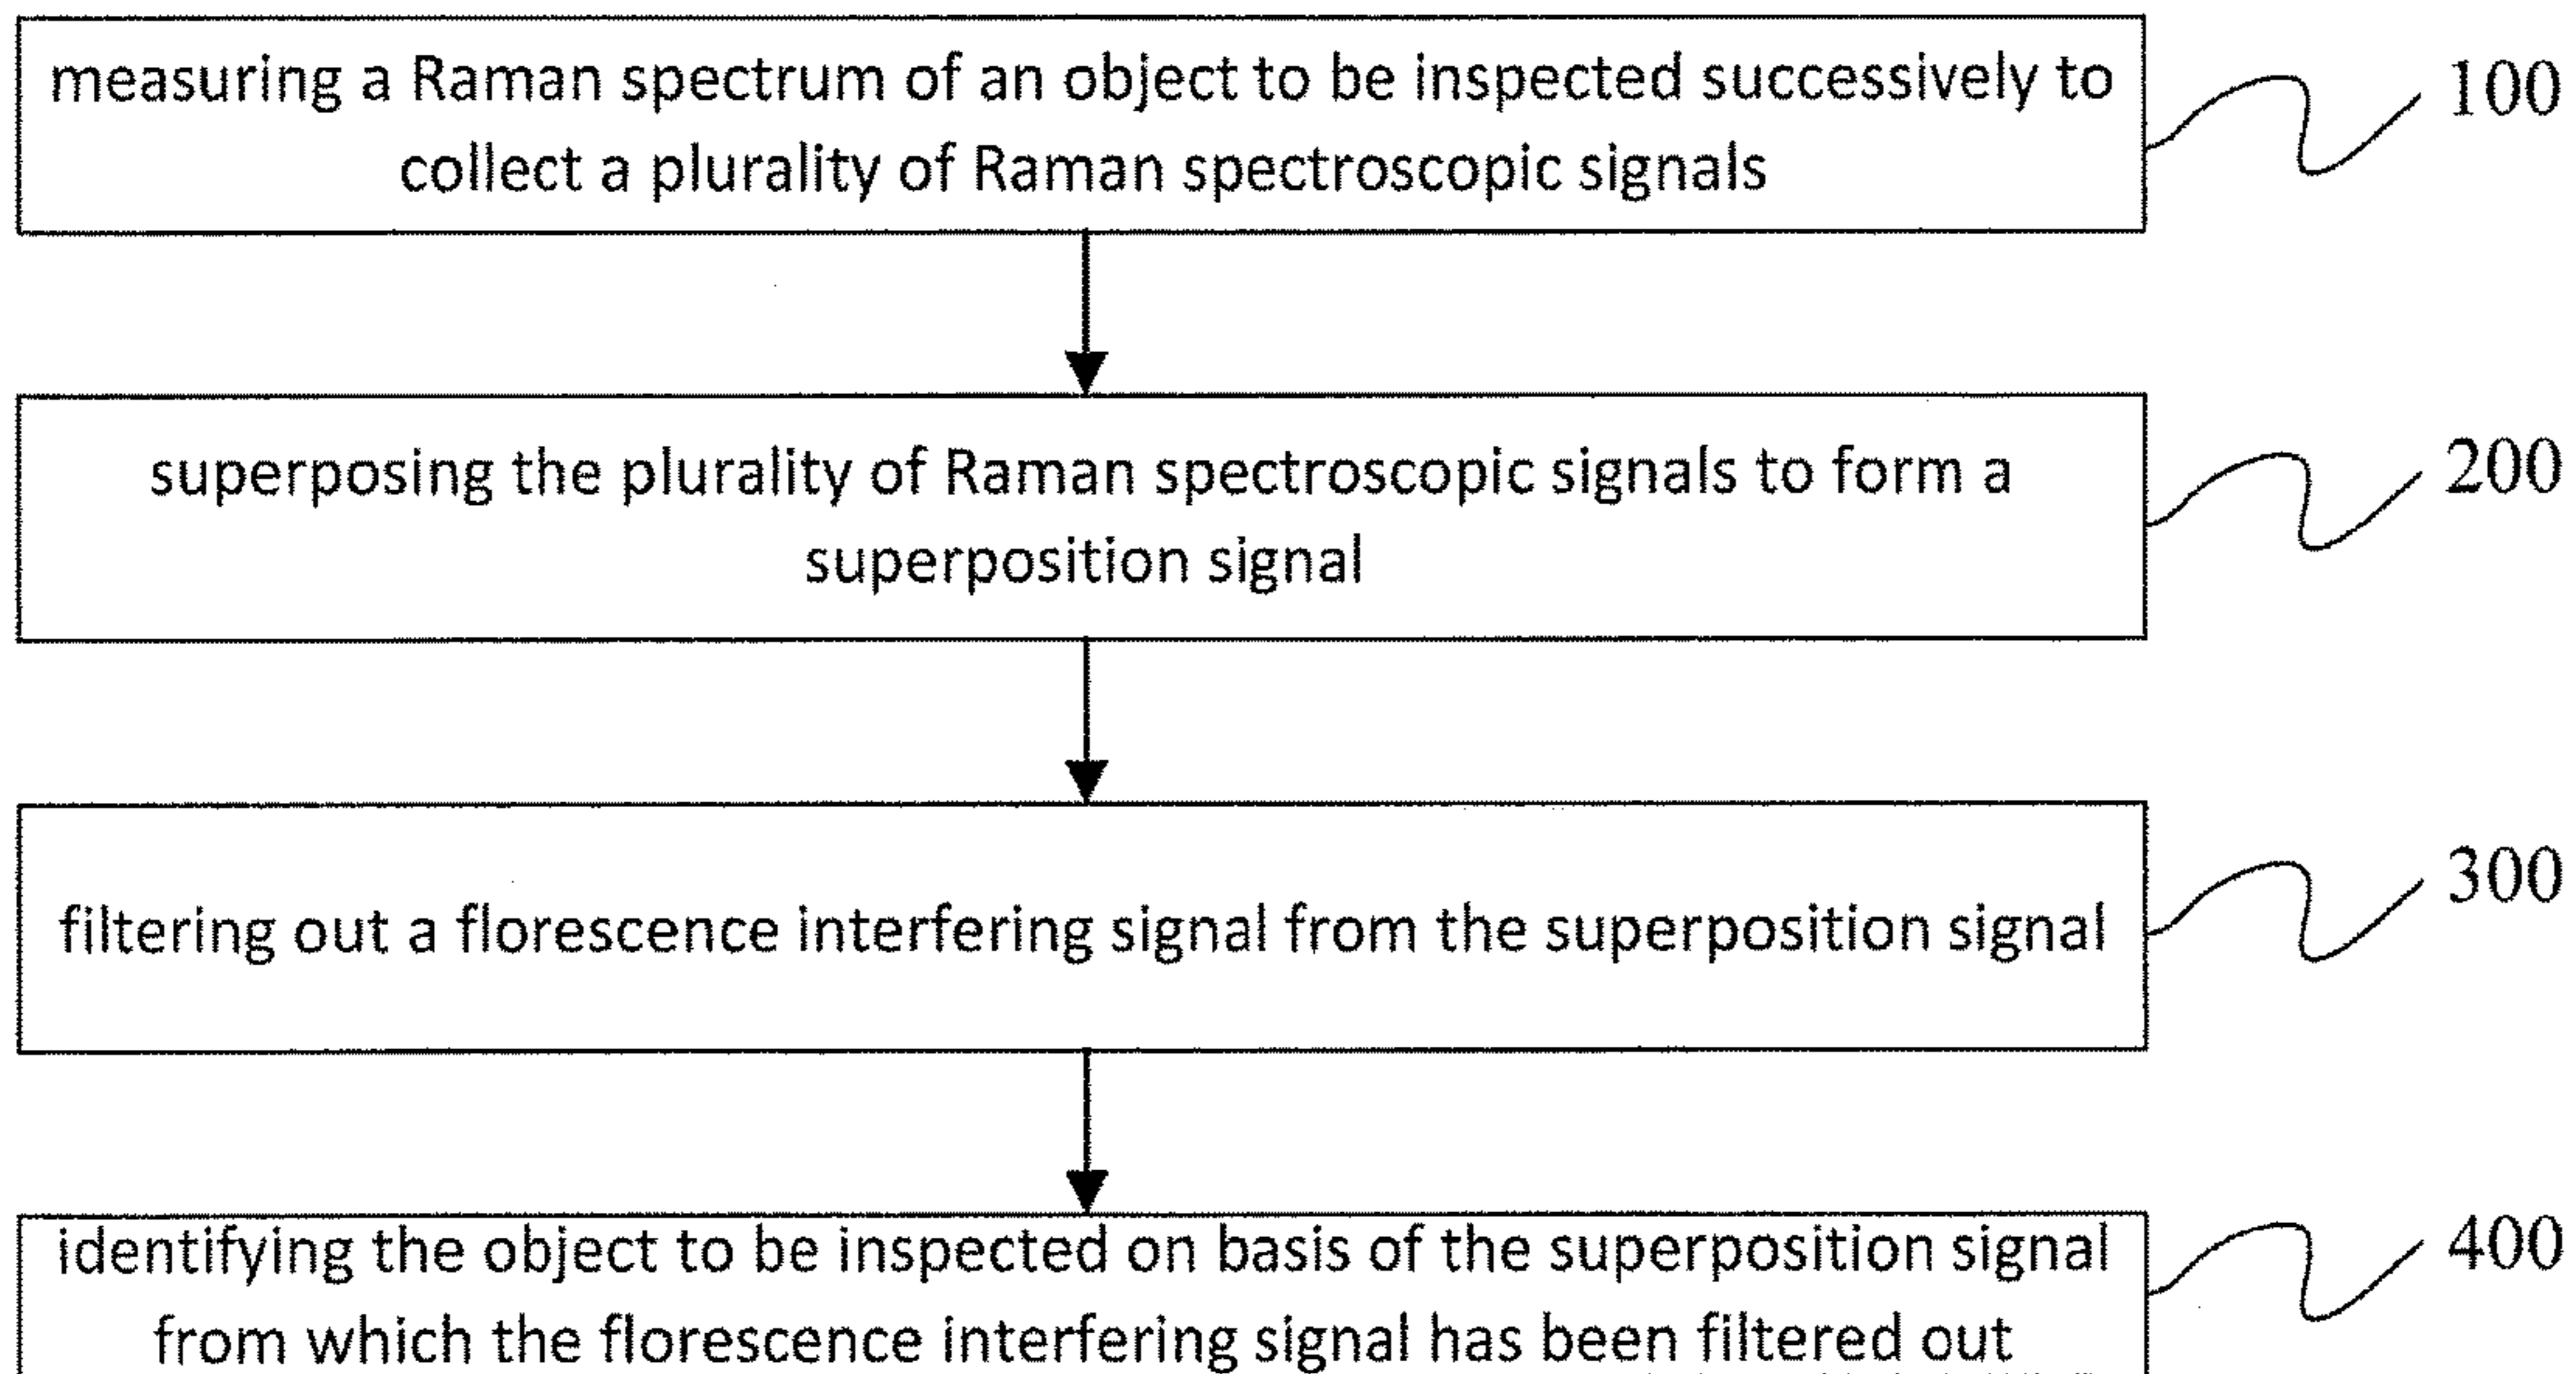 measuring a Raman spectrum of an object to be inspected successively to
collect a plurality of Raman spectroscopic signals
100
superposing the plurality of Raman spectroscopic signals to form a
superposition signal
200
filtering out a florescence interfering signal from the superposition signal
300
identifying the object to be inspected on basis of the superposition signal
from which the florescence interfering signal has been filtered out
400